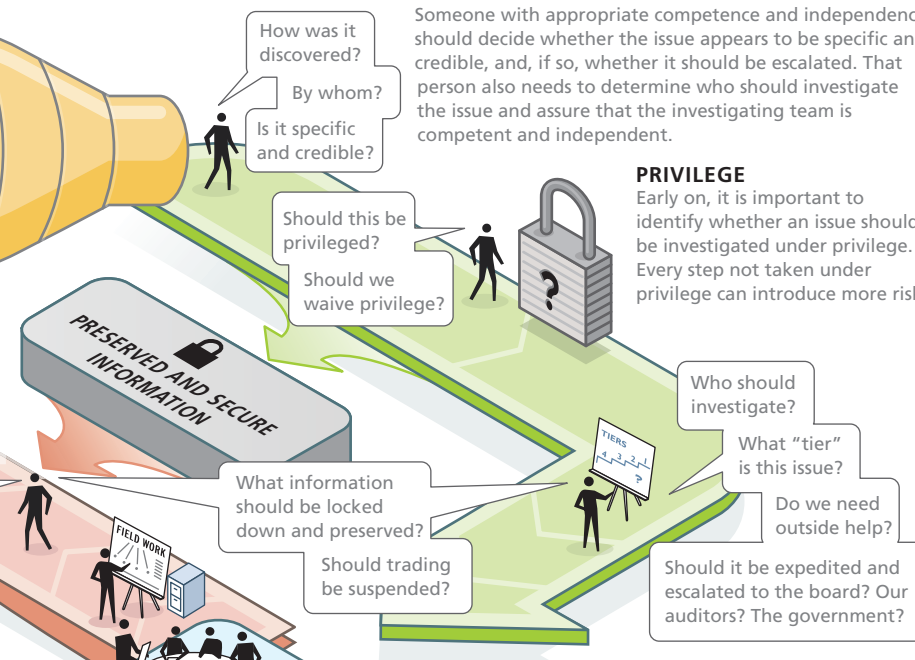 Someone with appropriate competence and independenc
should decide whether the issue appears to be specific an
credible, and, if so, whether it should be escalated. That
person also needs to determine who should investigate
the issue and assure that the investigating team is
competent and independent.
How was it
discovered?
By whom?
Is it specific
and credible?
PRIVILEGE
Early on, it is important to
identify whether an issue should
be investigated under privilege.
Every step not taken under
privilege can introduce more risk
Should this be
privileged?
Should we
waive privilege?
?
PRESERVED AND SECURE
INFORMATION
Who should
investigate?
What “tier”
is this issue?
Do we need
outside help?
Should it be expedited and
escalated to the board? Our
auditors? The government?
TIERS
4 3 2 1
?
What information
should be locked
down and preserved?
Should trading
be suspended?
FIELD WORK